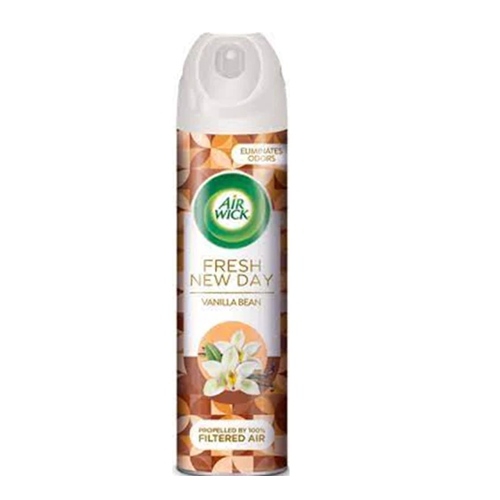 ELIMINATES
ODORS
AIR
WICK
FRESH
NEW DAY
VANILLA BEAN
PROPELLED BY 100%
FILTERED AIR